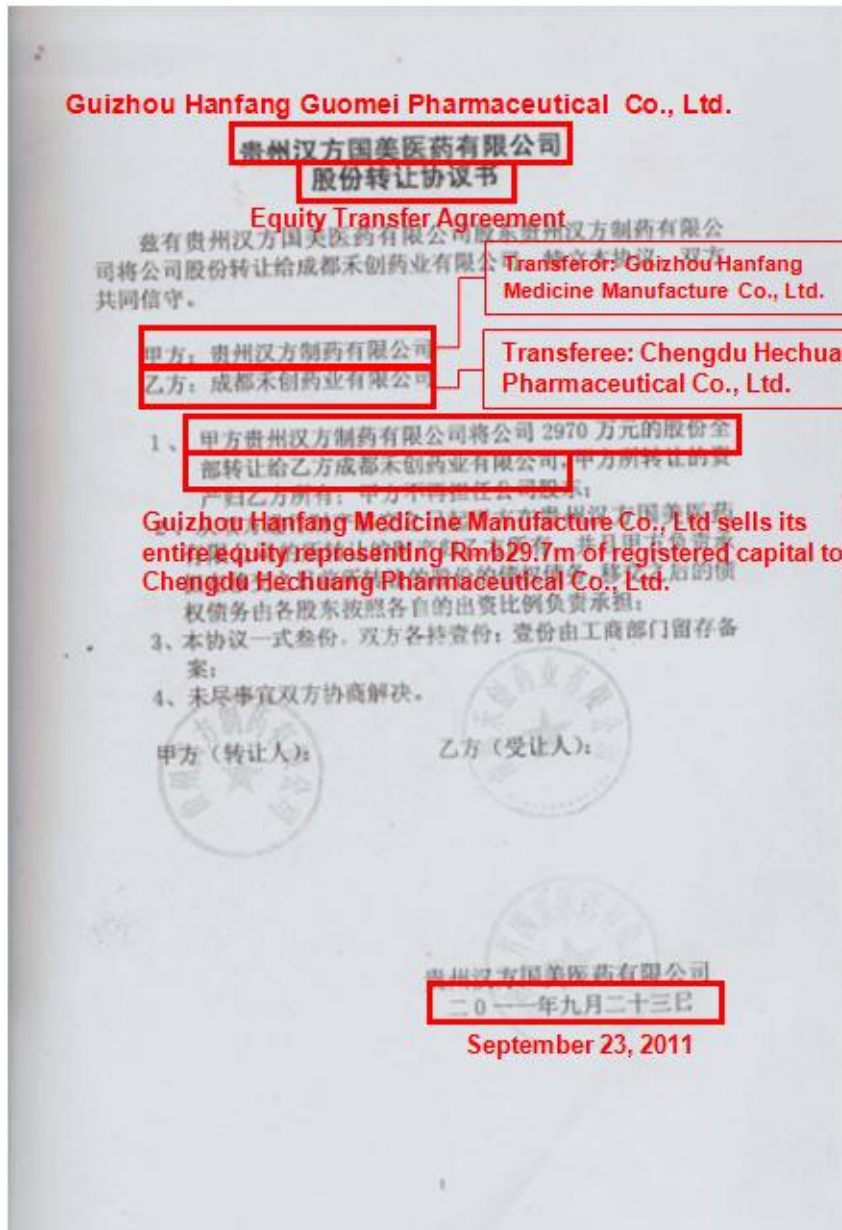 Guizhou Hanfang Guomei Pharmaceutical Co., Ltd.
贵州汉方国美医药有限公司
股份转让协议书
Equity Transfer Agreement
兹有贵州汉方国美医药有限公司股东贵州汉方制药有限公
司将公司股份转让给成都禾创药业有限公司
共同信守。
Transferor: Guizhou Hanfang
Medicine Manufacture Co., Ltd.
甲方：贵州汉方制药有限公司
乙方：成都禾创药业有限公司
Transferee: Chengdu Hechua
Pharmaceutical Co., Ltd.
1、甲方贵州汉方制药有限公司将公司 2970 万元的股份全
部转让给乙方成都禾创药业有限公司，甲方所转让的资
产归乙方所有；甲方不再担任公司股东；
Guizhou Hanfang Medicine Manufacture Co., Ltd sells its
entire equity representing Rmb29.7m of registered capital to
Chengdu Hechuang Pharmaceutical Co., Ltd.
权债务由各股东按照各自的出资比例负责承担；
3、本协议一式叁份，双方各持壹份；壹份由工商部门留存备
案；
4、未尽事宜双方协商解决。
甲方（转让人）： 乙方（受让人）：
贵州汉方国美医药有限公司
二0一一年九月二十三日
September 23, 2011